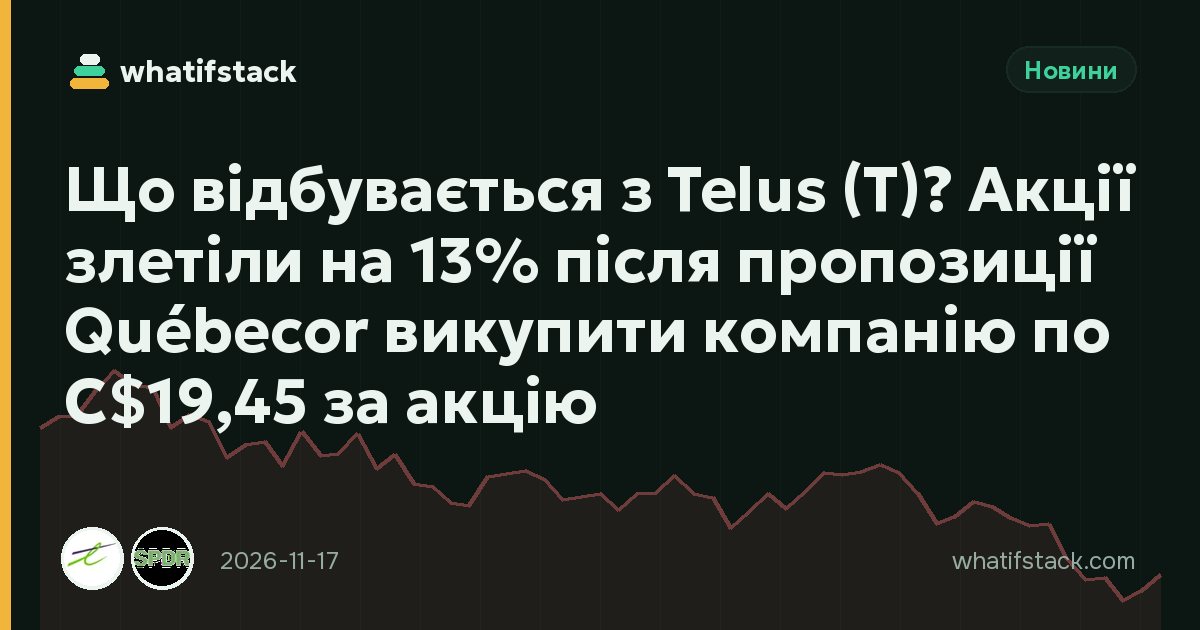 whatifstack
Новини
Що відбувається з Telus (T)? Акції
злетіли на 13% після пропозиції
Québecor викупити компанію по
C$19,45 за акцію
SPDR
2026-11-17
whatifstack.com